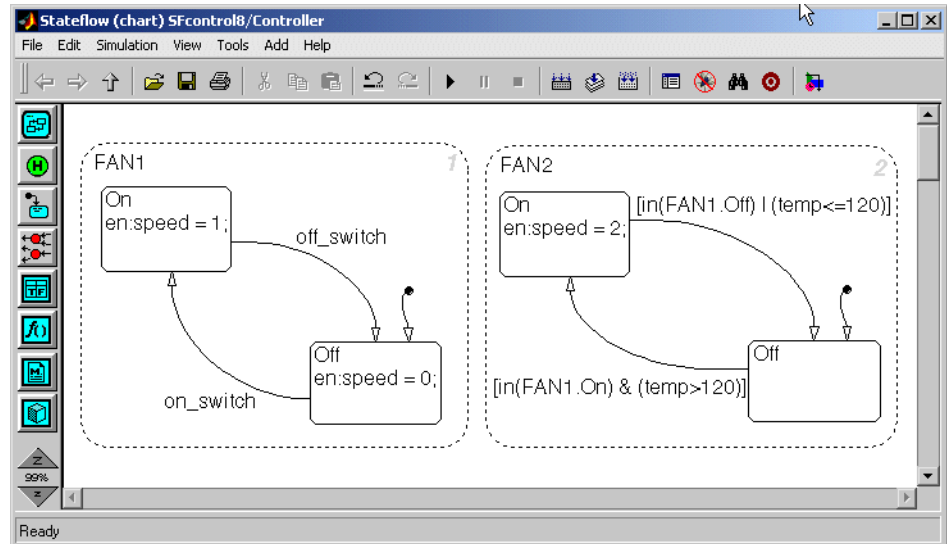 Stateflow (chart) SFcontrol8/Controller
File Edit Simulation View Tools Add Help
FAN1
1
On
en:speed = 1;
off_switch
Off
en:speed = 0;
on_switch
FAN2
2
On
en:speed = 2;
[in(FAN1.Off) | (temp<=120)]
Off
[in(FAN1.On) & (temp>120)]
H
TF
f()
M
Z
99%
z
Ready